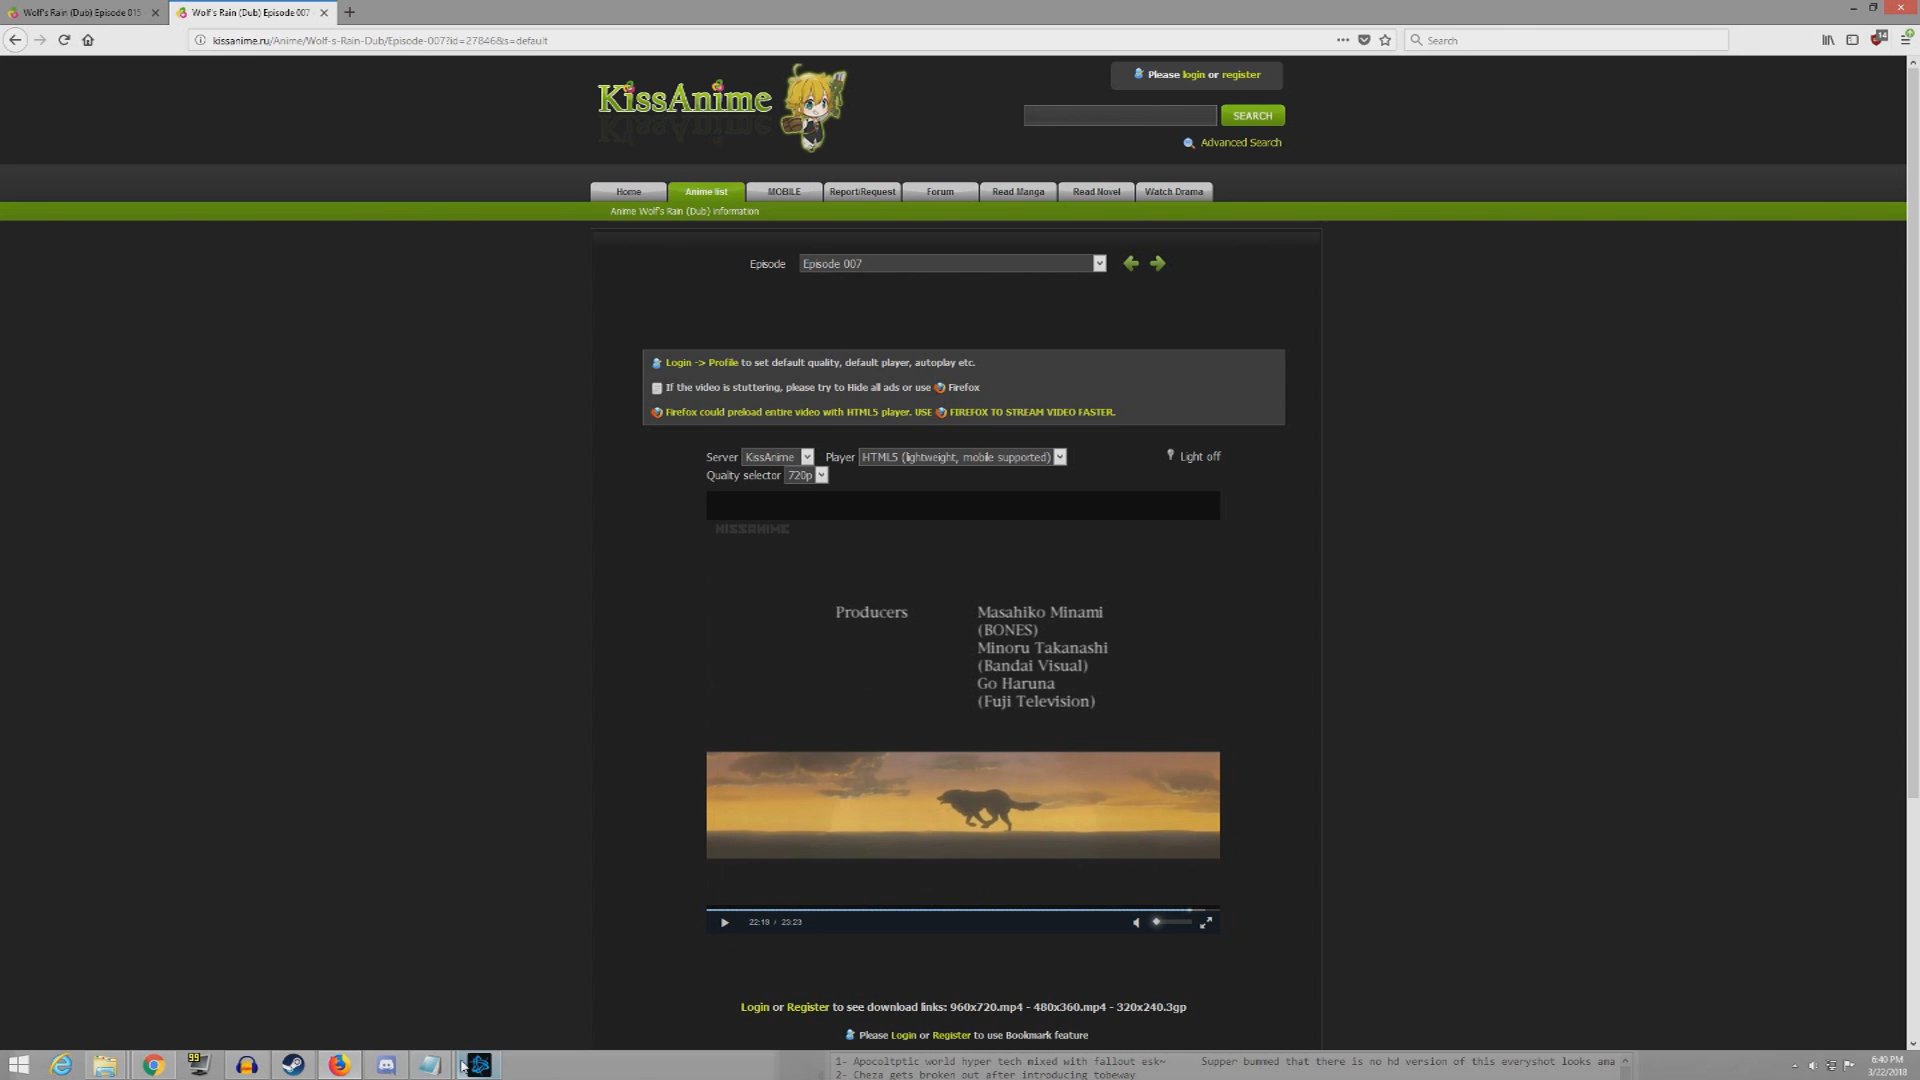 Wolf's Rain (Dub) Episode 015
Wolf's Rain (Dub) Episode 007
kissanime.ru/Anime/Wolf-s-Rain-Dub/Episode-007?id=27846&s=default
Search
14
KissAnime
Please login or register
SEARCH
Advanced Search
Home
Anime list
MOBILE
Report/Request
Forum
Read Manga
Read Novel
Watch Drama
Anime Wolf's Rain (Dub) information
Episode Episode 007
Login -> Profile to set default quality, default player, autoplay etc.
If the video is stuttering, please try to Hide all ads or use Firefox
Firefox could preload entire video with HTML5 player. USE FIREFOX TO STREAM VIDEO FASTER.
Server KissAnime Player HTML5 (lightweight, mobile supported) Light off
Quality selector 720p
KISSANIME
Producers Masahiko Minami
(BONES)
Minoru Takanashi
(Bandai Visual)
Go Haruna
(Fuji Television)
22:19 / 23:23
Login or Register to see download links: 960x720.mp4 - 480x360.mp4 - 320x240.3gp
Please Login or Register to use Bookmark feature
99
1- Apocoltptic world hyper tech mixed with fallout esk~ Supper bummed that there is no hd version of this everyshot looks ama
2- Cheza gets broken out after introducing tobeway
6:40 PM
3/22/2018